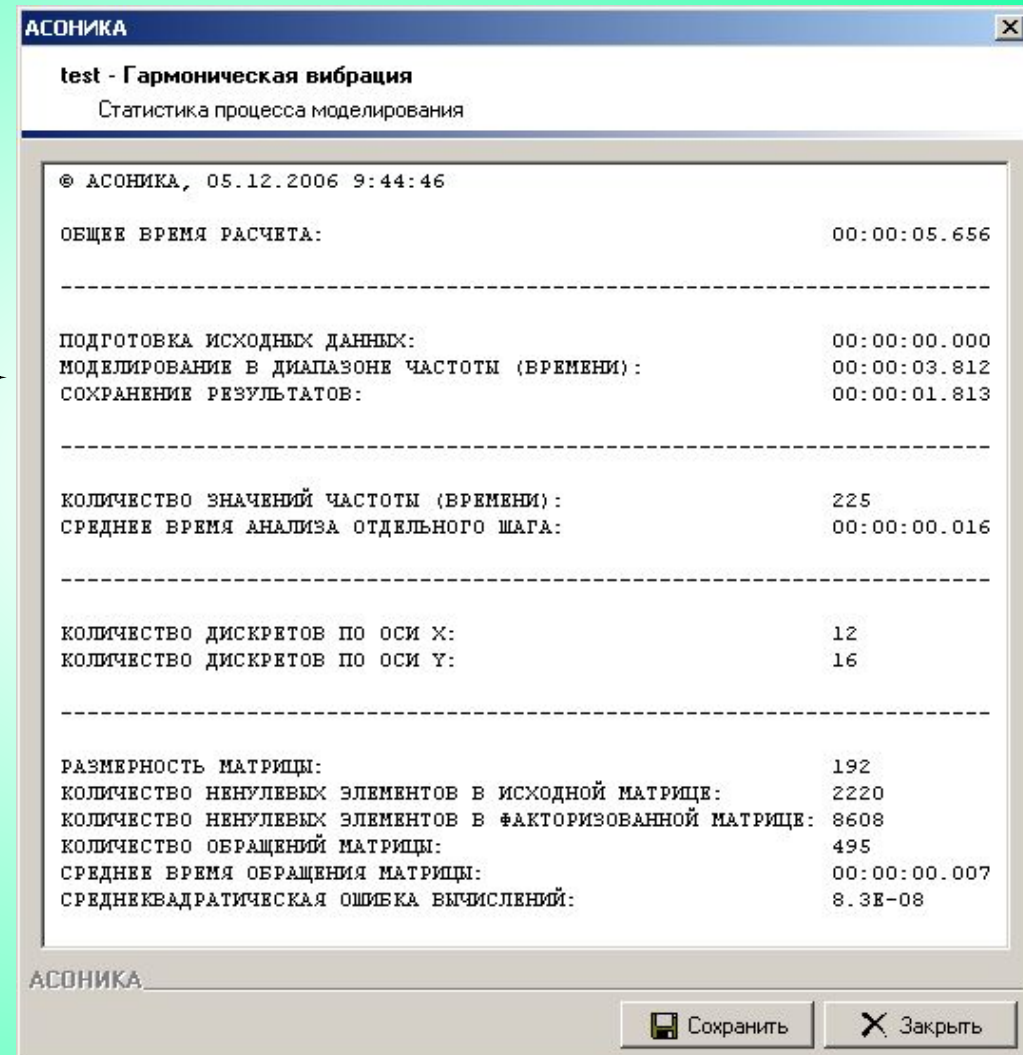 АСОНИКА
test - Гармоническая вибрация
Статистика процесса моделирования
© АСОНИКА, 05.12.2006 9:44:46
ОБЩЕЕ ВРЕМЯ РАСЧЕТА: 00:00:05.656
----------------------------------------------------------------------
ПОДГОТОВКА ИСХОДНЫХ ДАННЫХ: 00:00:00.000
МОДЕЛИРОВАНИЕ В ДИАПАЗОНЕ ЧАСТОТЫ (ВРЕМЕНИ): 00:00:03.812
СОХРАНЕНИЕ РЕЗУЛЬТАТОВ: 00:00:01.813
----------------------------------------------------------------------
КОЛИЧЕСТВО ЗНАЧЕНИЙ ЧАСТОТЫ (ВРЕМЕНИ): 225
СРЕДНЕЕ ВРЕМЯ АНАЛИЗА ОТДЕЛЬНОГО ШАГА: 00:00:00.016
----------------------------------------------------------------------
КОЛИЧЕСТВО ДИСКРЕТОВ ПО ОСИ X: 12
КОЛИЧЕСТВО ДИСКРЕТОВ ПО ОСИ Y: 16
----------------------------------------------------------------------
РАЗМЕРНОСТЬ МАТРИЦЫ: 192
КОЛИЧЕСТВО НЕНУЛЕВЫХ ЭЛЕМЕНТОВ В ИСХОДНОЙ МАТРИЦЕ: 2220
КОЛИЧЕСТВО НЕНУЛЕВЫХ ЭЛЕМЕНТОВ В ФАКТОРИЗОВАННОЙ МАТРИЦЕ: 8608
КОЛИЧЕСТВО ОБРАЩЕНИЙ МАТРИЦЫ: 495
СРЕДНЕЕ ВРЕМЯ ОБРАЩЕНИЯ МАТРИЦЫ: 00:00:00.007
СРЕДНЕКВАДРАТИЧЕСКАЯ ОШИБКА ВЫЧИСЛЕНИЙ: 8.3E-08
АСОНИКА
Сохранить Закрыть